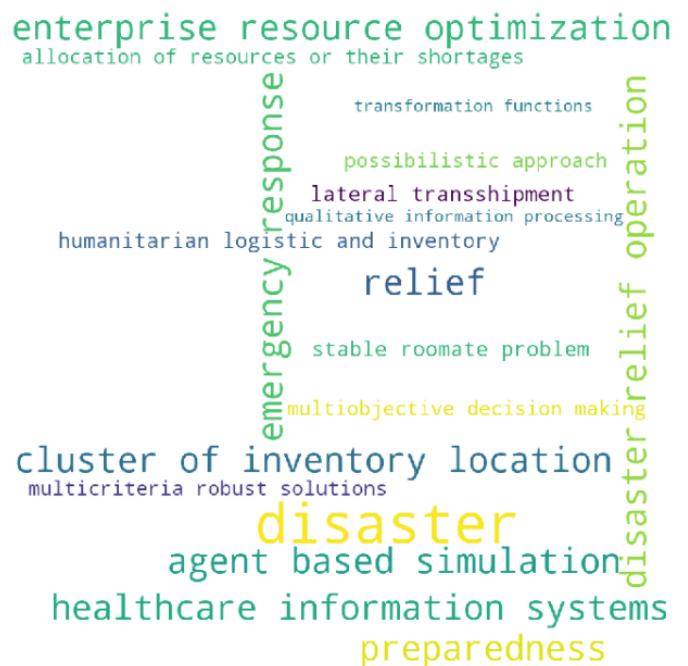 enterprise resource optimization
allocation of resources or their shortages
emergency response
transformation functions
disaster relief operation
possibilistic approach
lateral transshipment
qualitative information processing
humanitarian logistic and inventory
relief
stable roomate problem
multiobjective decision making
cluster of inventory location
multicriteria robust solutions
disaster
agent based simulation
healthcare information systems
preparedness